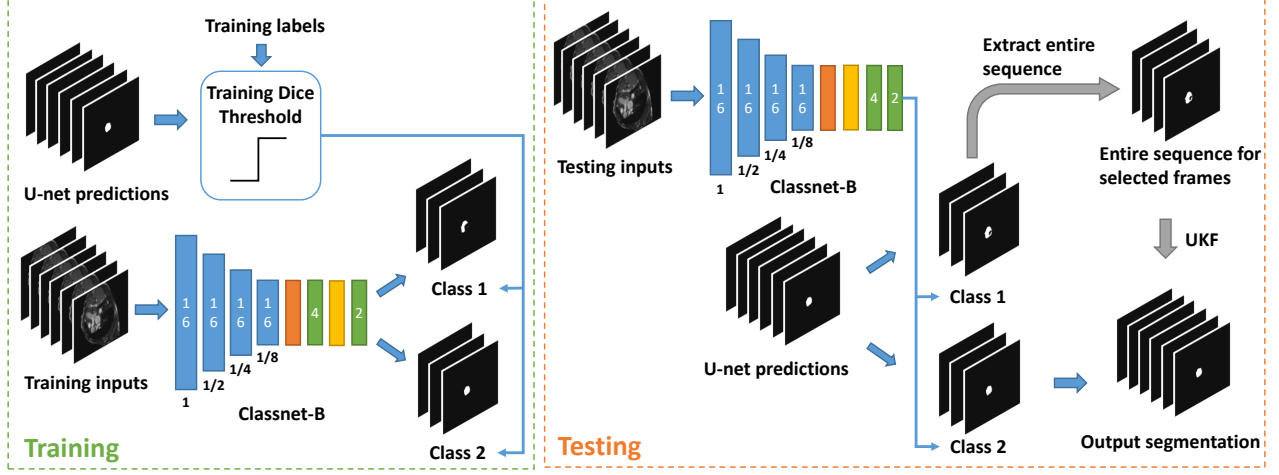 Training labels
Training Dice
Threshold
U-net predictions
Training inputs
1
6
1
6
1
6
1
6
4
2
1
1/2
1/4
1/8
Classnet-B
Class 1
Class 2
Training
Testing inputs
1
6
1
6
1
6
1
6
4
2
1
1/2
1/4
1/8
Classnet-B
Extract entire
sequence
Entire sequence for
selected frames
UKF
U-net predictions
Class 1
Class 2
Output segmentation
Testing